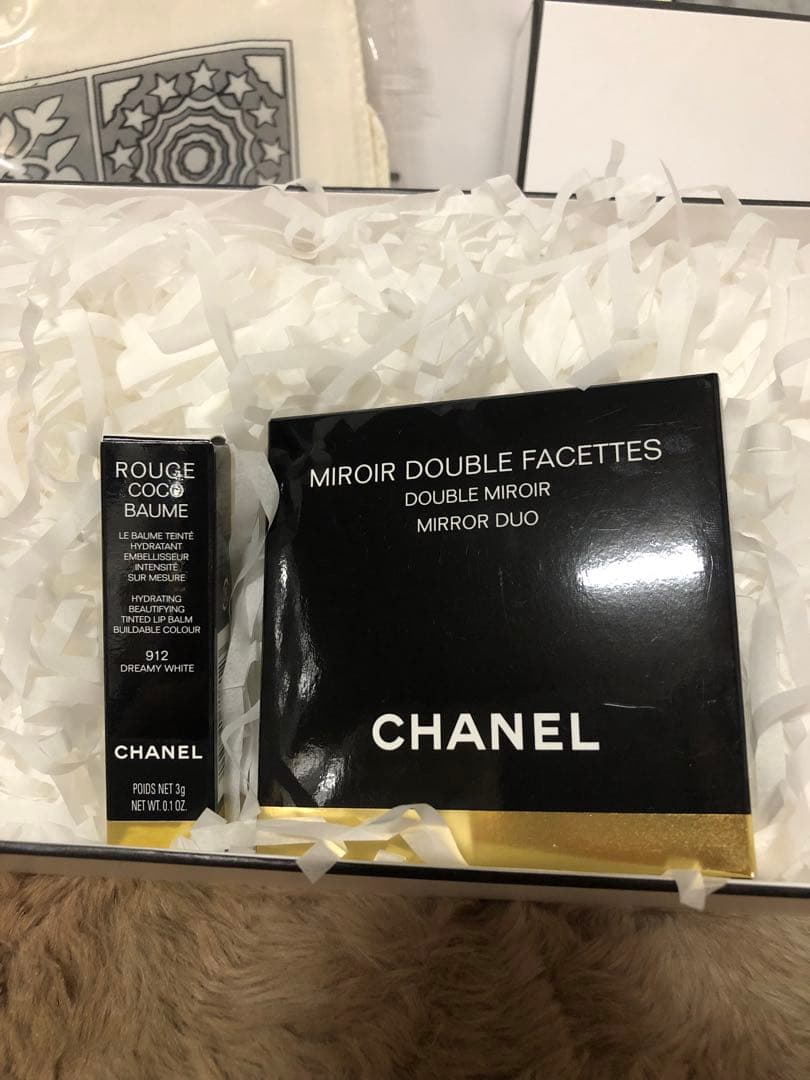 ROUGE
COCO
BAUME
LE BAUME TEINTÉ
HYDRATANT
EMBELLISSEUR
INTENSITÉ
SUR MESURE
HYDRATING
BEAUTIFYING
TINTED LIP BALM
BUILDABLE COLOUR
912
DREAMY WHITE
CHANEL
POIDS NET 3g
NET WT. 0.1 OZ.
MIROIR DOUBLE FACETTES
DOUBLE MIROIR
MIRROR DUO
CHANEL